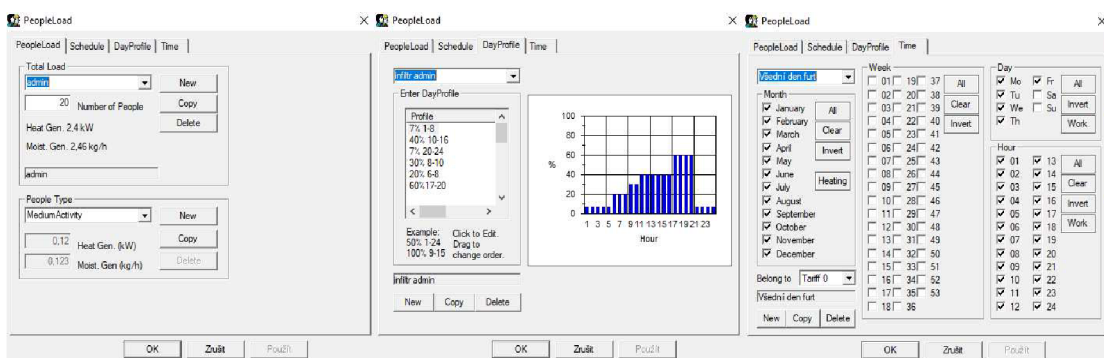 PeopleLoad
PeopleLoad Schedule DayProfile Time
Total Load
admin
New
20 Number of People
Copy
Heat Gen. 2,4 kW
Delete
Moist. Gen. 2,46 kg/h
admin
People Type
MediumActivity
New
0,12 Heat Gen. (kW)
Copy
0,123 Moist. Gen (kg/h)
Delete
OK Zrušit Použít
PeopleLoad
PeopleLoad Schedule DayProfile Time
infiltr admin
Enter DayProfile
Profile
7% 1-8
40% 10-16
7% 20-24
30% 8-10
20% 6-8
60% 17-20
Example:
50% 1-24
100% 9-15
Click to Edit.
Drag to
change order.
infiltr admin
New Copy Delete
100
80
60
%
40
20
0
1 3 5 7 9 11 13 15 17 19 21 23
Hour
OK Zrušit Použít
PeopleLoad
PeopleLoad Schedule DayProfile Time
Všední den furt
Month
January
February
March
April
May
June
July
August
September
October
November
December
All
Clear
Invert
Heating
Belong to Tariff 0
Všední den furt
New Copy Delete
Week
01 19 37
02 20 38
03 21 39
04 22 40
05 23 41
06 24 42
07 25 43
08 26 44
09 27 45
10 28 46
11 29 47
12 30 48
13 31 49
14 32 50
15 33 51
16 34 52
17 35 53
18 36
All
Clear
Invert
Day
Mo Fr
Tu Sa
We Su
Th
All
Invert
Work
Hour
01 13
02 14
03 15
04 16
05 17
06 18
07 19
08 20
09 21
10 22
11 23
12 24
All
Clear
Invert
Work
OK Zrušit Použít